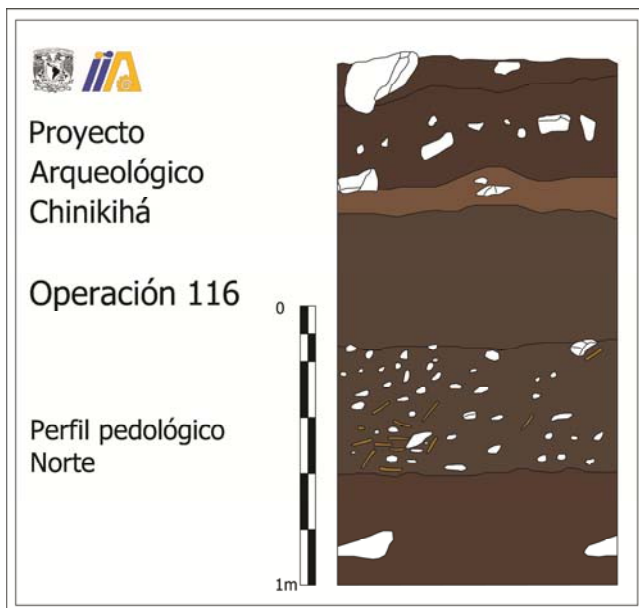 Proyecto
Arqueológico
Chinikihá
Operación 116
0
Perfil pedológico
Norte
1m